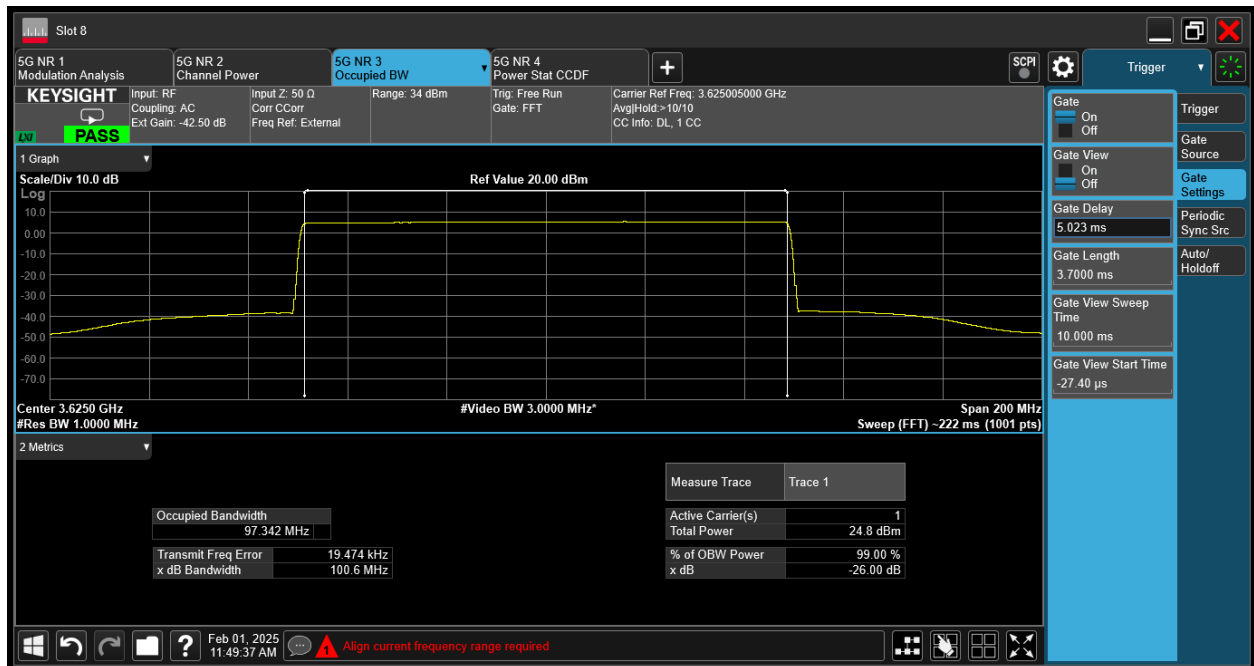 Slot 8
5G NR 1
Modulation Analysis
5G NR 2
Channel Power
5G NR 3
Occupied BW
5G NR 4
Power Stat CCDF
SCPI
Trigger
KEYSIGHT
LXI
PASS
Input: RF
Coupling: AC
Ext Gain: -42.50 dB
Input Z: 50 Ω
Corr CCorr
Freq Ref: External
Range: 34 dBm
Trig: Free Run
Gate: FFT
Carrier Ref Freq: 3.625005000 GHz
Avg|Hold:>10/10
CC Info: DL, 1 CC
1 Graph
Scale/Div 10.0 dB
Ref Value 20.00 dBm
Log
10.0
0.00
-10.0
-20.0
-30.0
-40.0
-50.0
-60.0
-70.0
Center 3.6250 GHz
#Video BW 3.0000 MHz*
Span 200 MHz
#Res BW 1.0000 MHz
Sweep (FFT) ~222 ms (1001 pts)
2 Metrics
Measure Trace
Trace 1
Occupied Bandwidth
97.342 MHz
Active Carrier(s) 1
Total Power 24.8 dBm
Transmit Freq Error 19.474 kHz
x dB Bandwidth 100.6 MHz
% of OBW Power 99.00 %
x dB -26.00 dB
Gate
On
Off
Gate View
On
Off
Gate Delay
5.023 ms
Gate Length
3.7000 ms
Gate View Sweep
Time
10.000 ms
Gate View Start Time
-27.40 µs
Trigger
Gate
Source
Gate
Settings
Periodic
Sync Src
Auto/
Holdoff
?
Feb 01, 2025
11:49:37 AM
1
Align current frequency range required